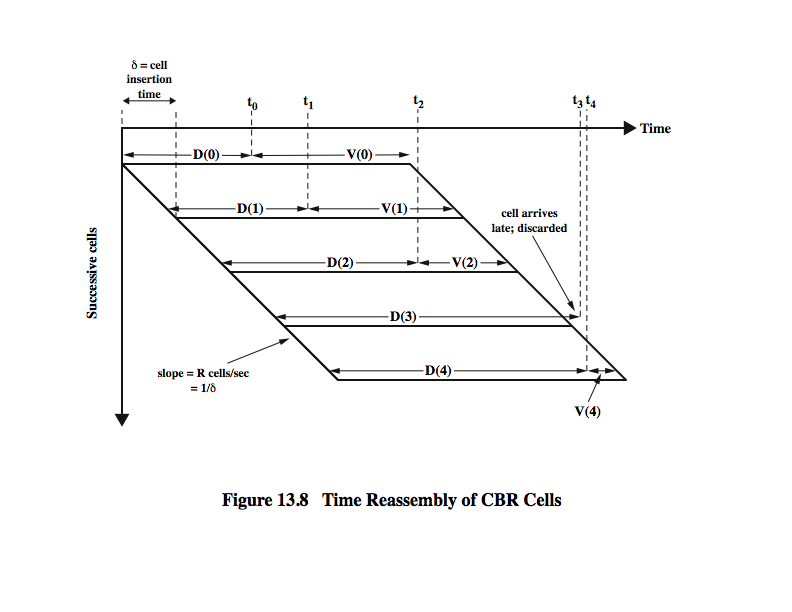 δ = cell
insertion
time
t0
t1
t2
t3 t4
Time
D(0)
V(0)
D(1)
V(1)
cell arrives
late; discarded
D(2)
V(2)
Successive cells
D(3)
slope = R cells/sec
= 1/δ
D(4)
V(4)
Figure 13.8 Time Reassembly of CBR Cells